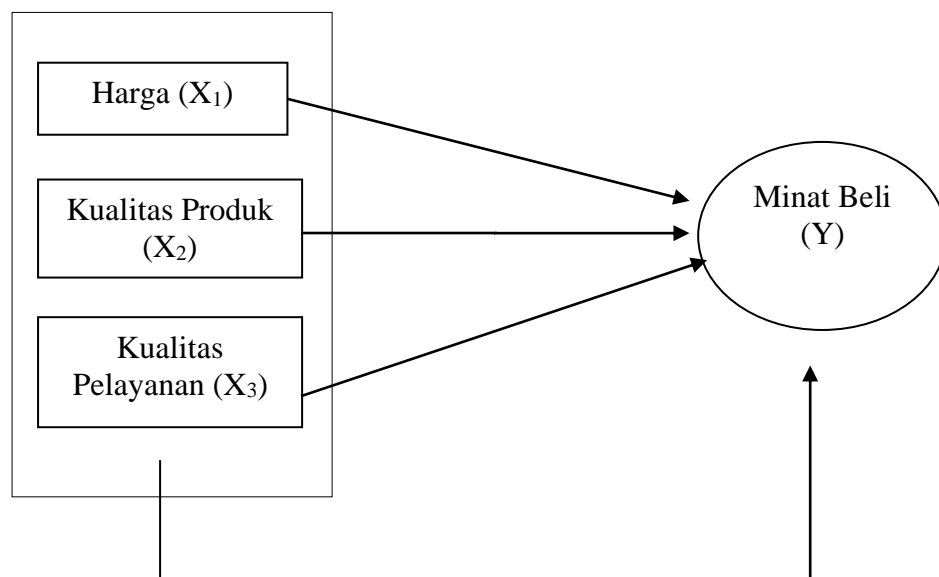 Harga (X₁)
Kualitas Produk
(X₂)
Kualitas
Pelayanan (X₃)
Minat Beli
(Y)